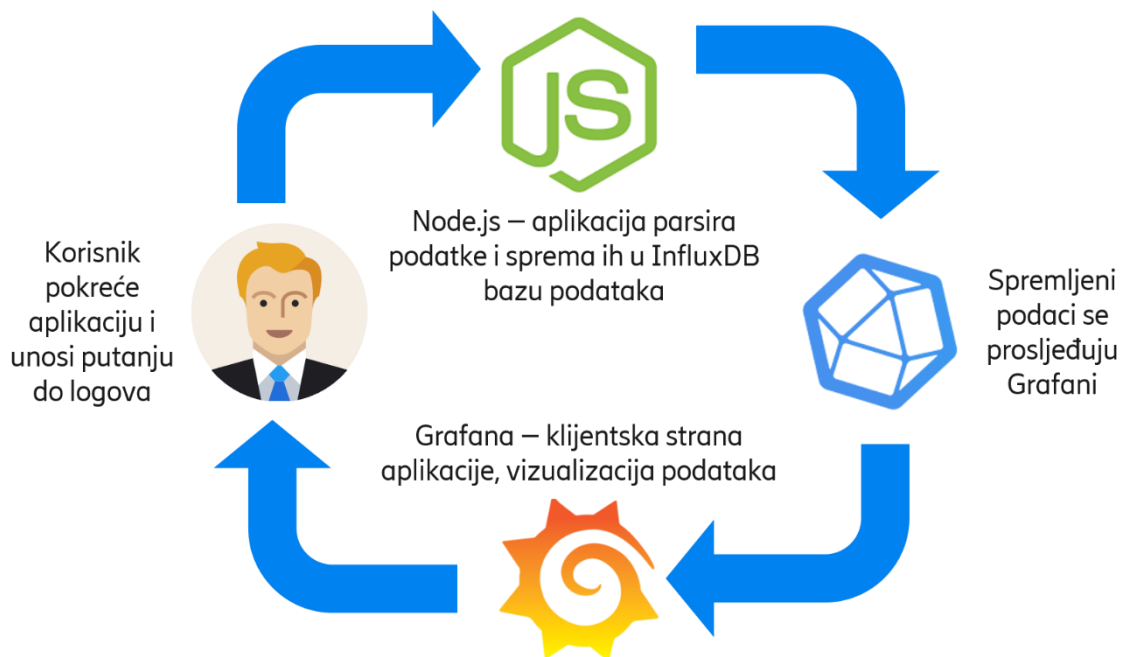 JS
Node.js – aplikacija parsira
podatke i sprema ih u InfluxDB
bazu podataka
Korisnik
pokreće
aplikaciju i
unosi putanju
do logova
Spremljeni
podaci se
prosljeđuju
Grafani
Grafana – klijentska strana
aplikacije, vizualizacija podataka